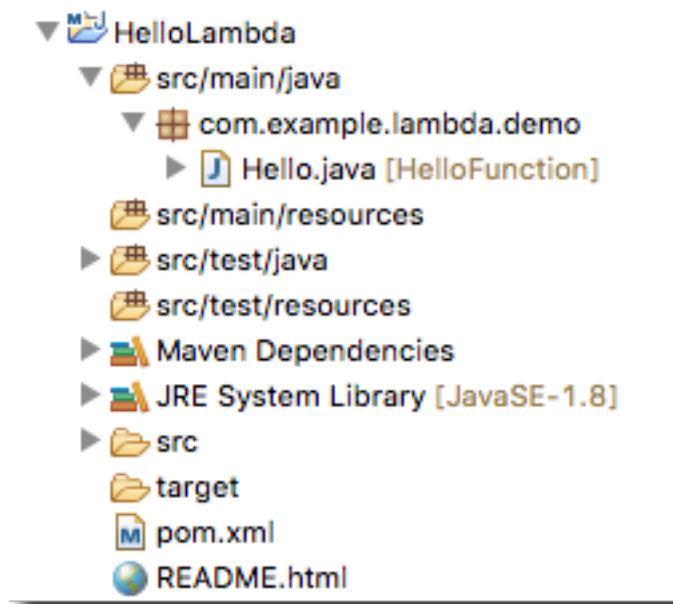 HelloLambda
src/main/java
com.example.lambda.demo
Hello.java [HelloFunction]
src/main/resources
src/test/java
src/test/resources
Maven Dependencies
JRE System Library [JavaSE-1.8]
src
target
pom.xml
README.html